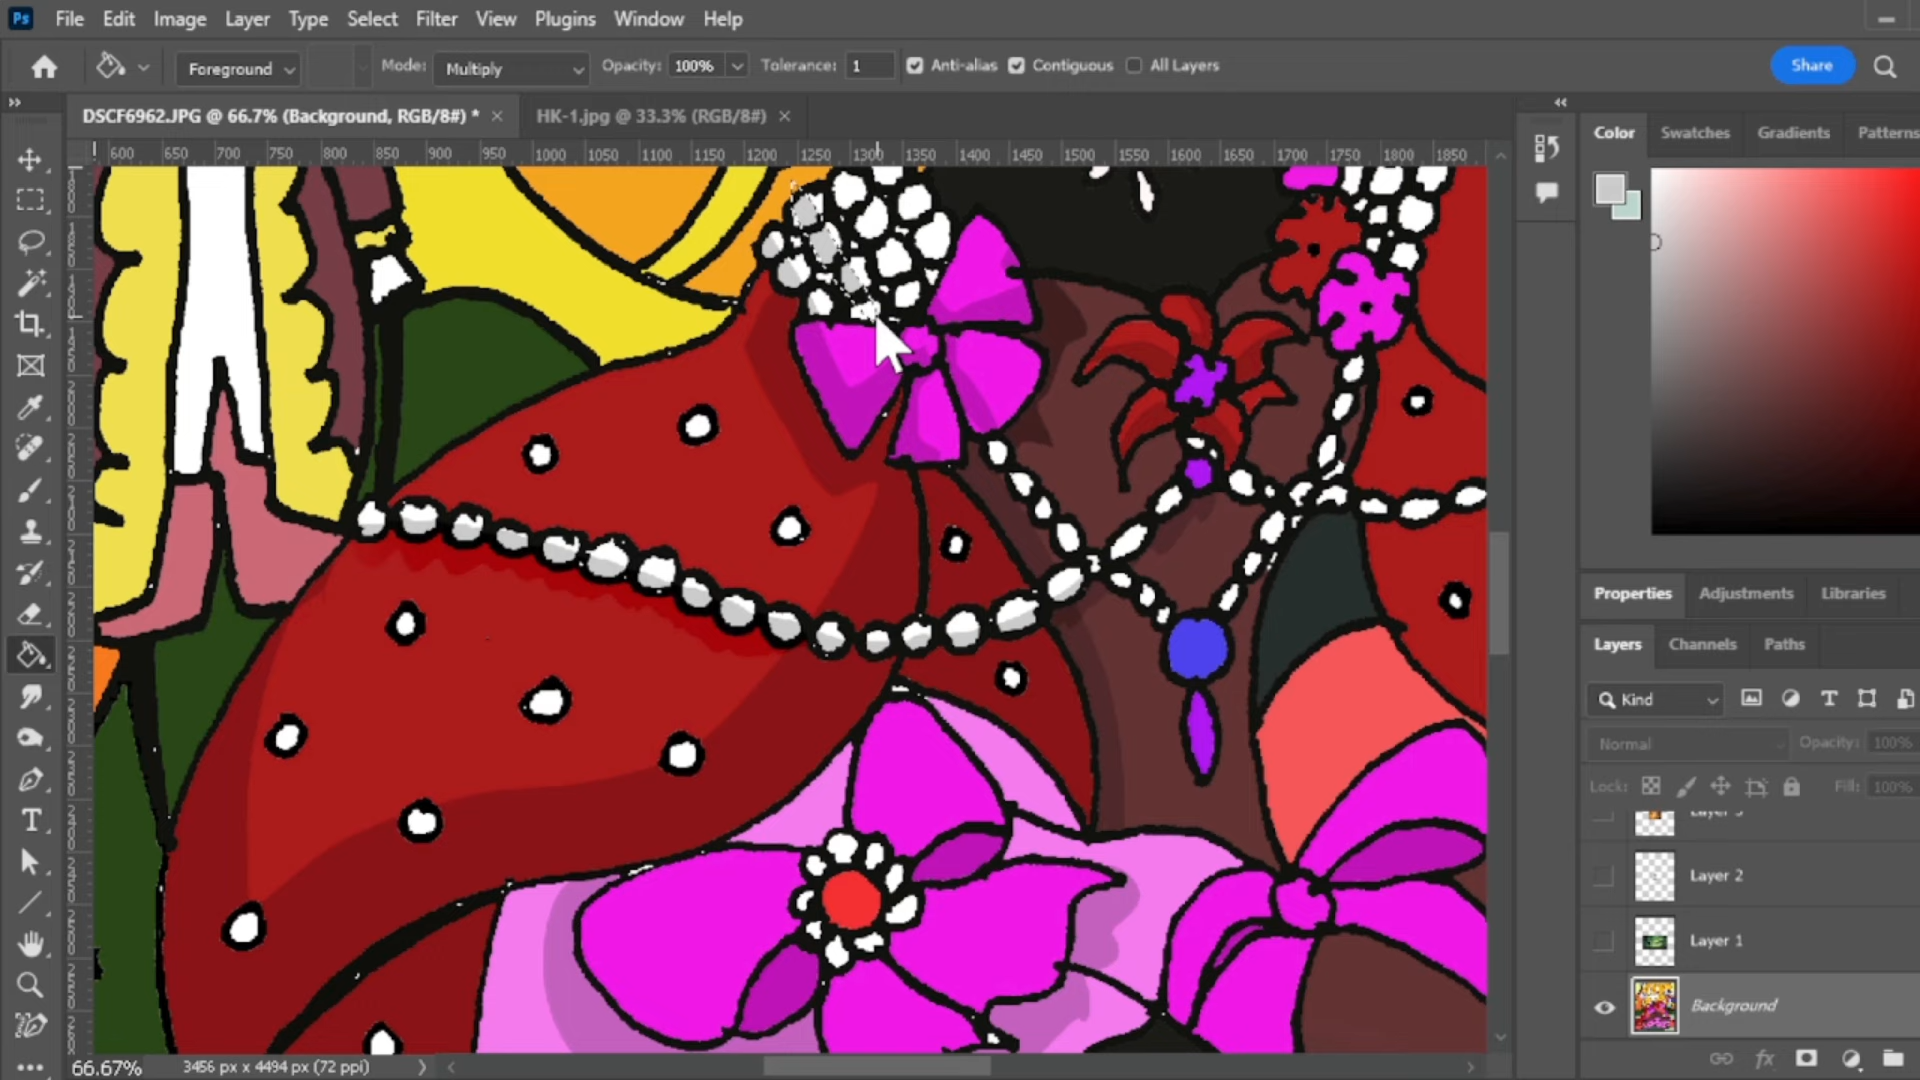 Ps File Edit Image Layer Type Select Filter View Plugins Window Help
Foreground Mode: Multiply Opacity: 100% Tolerance: 1 Anti-alias Contiguous All Layers Share
DSCF6962.JPG @ 66.7% (Background, RGB/8#) * × HK-1.jpg @ 33.3% (RGB/8#) ×
600 650 700 750 800 850 900 950 1000 1050 1100 1150 1200 1250 1300 1350 1400 1450 1500 1550 1600 1650 1700 1750 1800 1850
Color Swatches Gradients Patterns
Properties Adjustments Libraries
Layers Channels Paths
Kind
Normal Opacity: 100%
Lock: Fill: 100%
Layer 2
Layer 1
Background
fx
66.67% 3456 px x 4494 px (72 ppi)